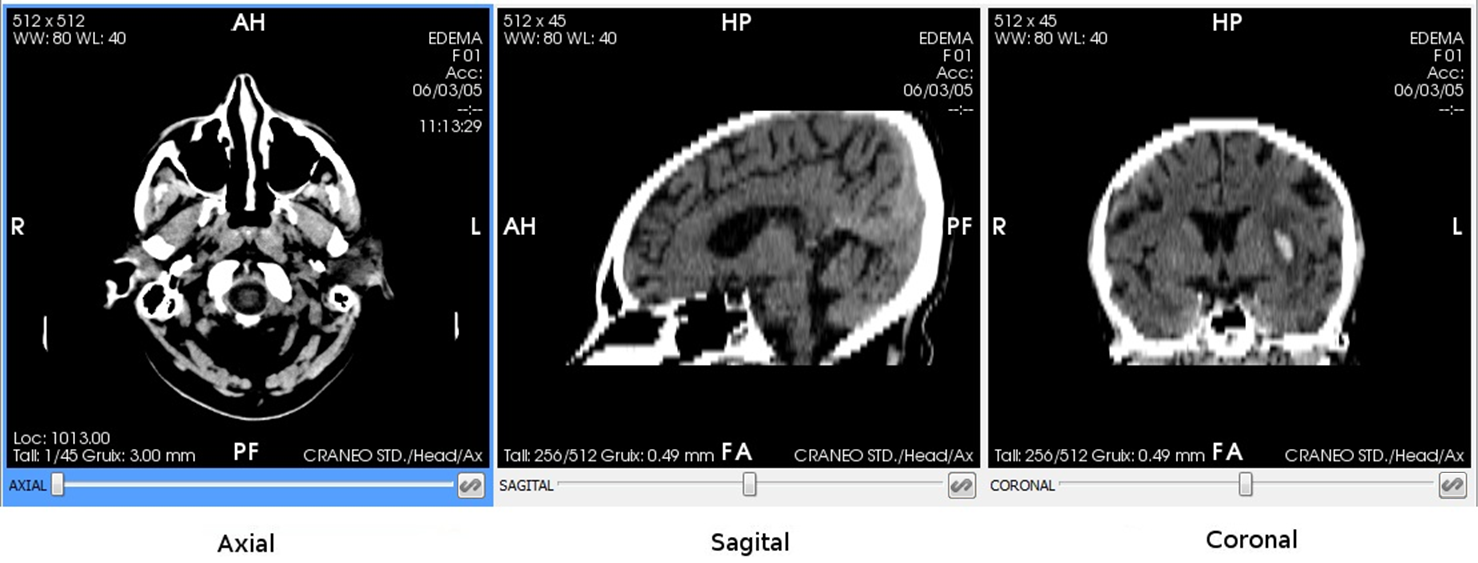 512 x 512
WW: 80 WL: 40
AH
EDEMA
F 01
Acc:
06/03/05
--:--
11:13:29
R
L
Loc: 1013.00
Tall: 1/45 Gruix: 3.00 mm
PF
CRANEO STD./Head/Ax
AXIAL
512 x 45
WW: 80 WL: 40
HP
EDEMA
F 01
Acc:
06/03/05
--:--
AH
PF
Tall: 256/512 Gruix: 0.49 mm
FA
CRANEO STD./Head/Ax
SAGITAL
512 x 45
WW: 80 WL: 40
HP
EDEMA
F 01
Acc:
06/03/05
--:--
R
L
Tall: 256/512 Gruix: 0.49 mm
FA
CRANEO STD./Head/Ax
CORONAL
Axial
Sagital
Coronal